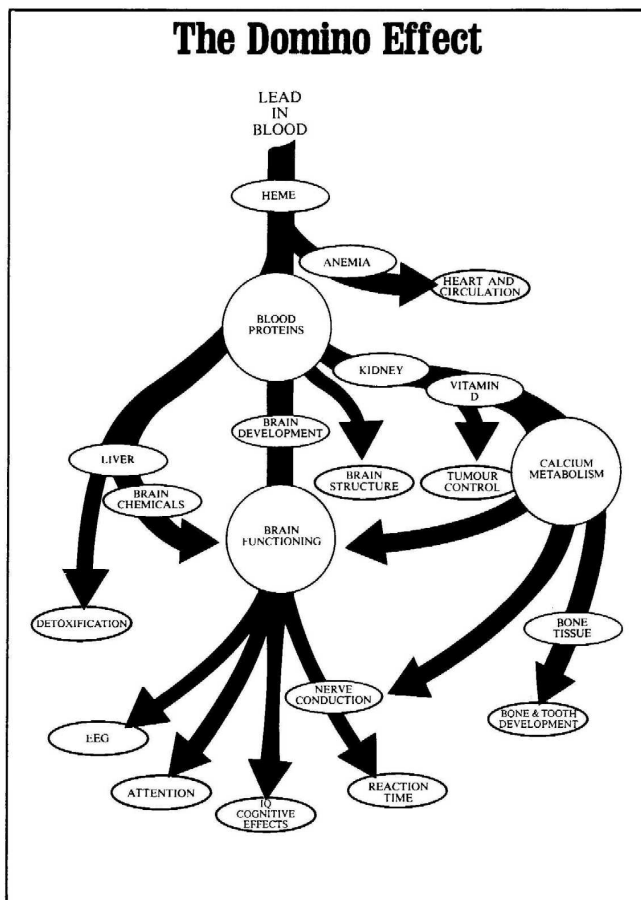 The Domino Effect
LEAD
IN
BLOOD
HEME
ANEMIA
HEART AND
CIRCULATION
BLOOD
PROTEINS
KIDNEY
VITAMIN
D
BRAIN
DEVELOPMENT
LIVER
BRAIN
CHEMICALS
BRAIN
STRUCTURE
TUMOUR
CONTROL
CALCIUM
METABOLISM
BRAIN
FUNCTIONING
DETOXIFICATION
BONE
TISSUE
NERVE
CONDUCTION
BONE & TOOTH
DEVELOPMENT
EEG
ATTENTION
IQ
COGNITIVE
EFFECTS
REACTION
TIME